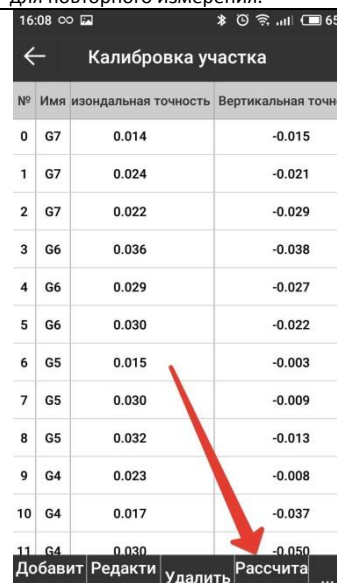 для повторного измерения.
16:08 65
Калибровка участка
№ Имя изондальная точность Вертикальная точн
0 G7 0.014 -0.015
1 G7 0.024 -0.021
2 G7 0.022 -0.029
3 G6 0.036 -0.038
4 G6 0.029 -0.027
5 G6 0.030 -0.022
6 G5 0.015 -0.003
7 G5 0.030 -0.009
8 G5 0.032 -0.013
9 G4 0.023 -0.008
10 G4 0.017 -0.037
11 G4 0.030 -0.050
Добавит Редакти Удалить Рассчита ...